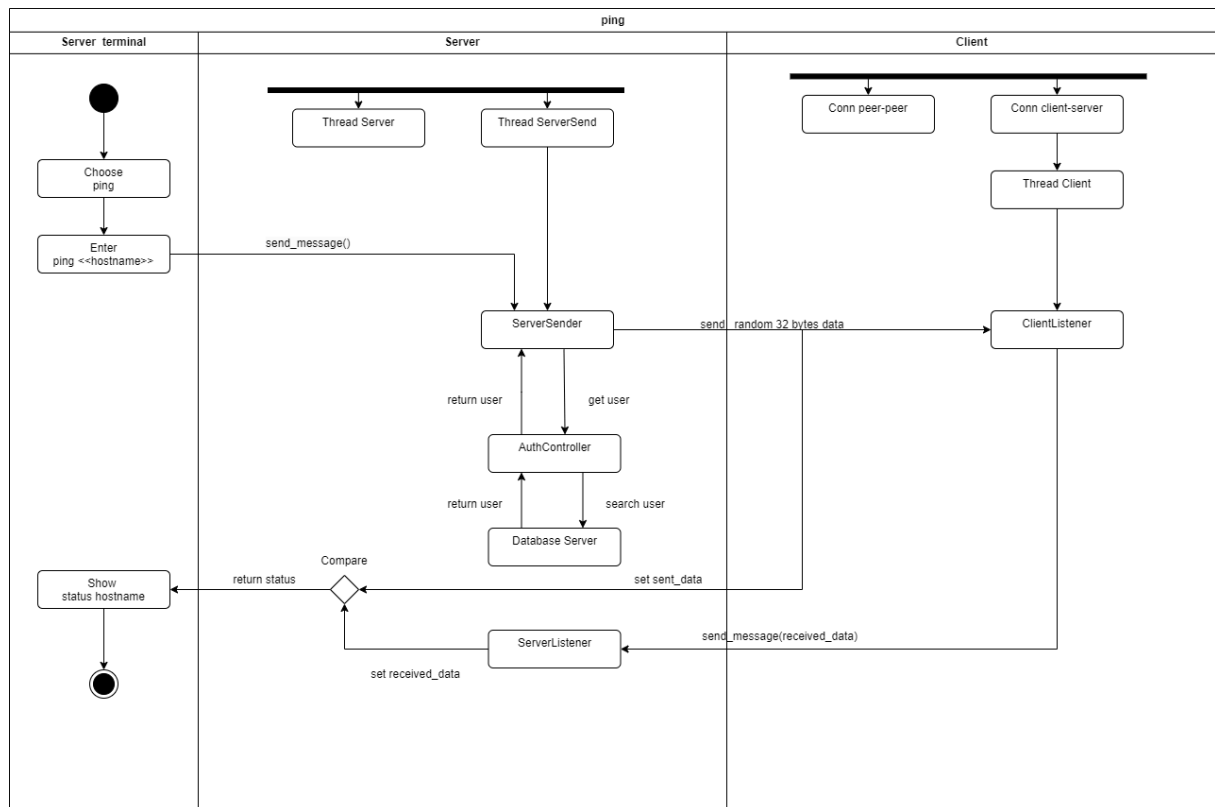 ping
Server terminal
Server
Client
Thread Server
Thread ServerSend
Conn peer-peer
Conn client-server
Choose
ping
Thread Client
Enter
ping <<hostname>>
send_message()
ServerSender
send random 32 bytes data
ClientListener
return user
get user
AuthController
return user
search user
Database Server
Compare
Show
status hostname
return status
set sent_data
ServerListener
send_message(received_data)
set received_data